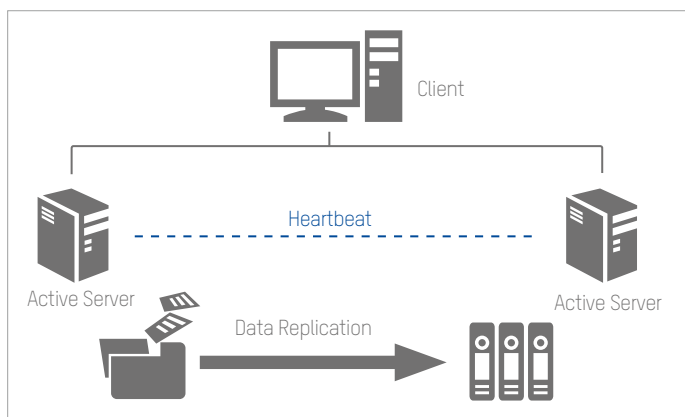 Client
Heartbeat
Active Server
Active Server
Data Replication